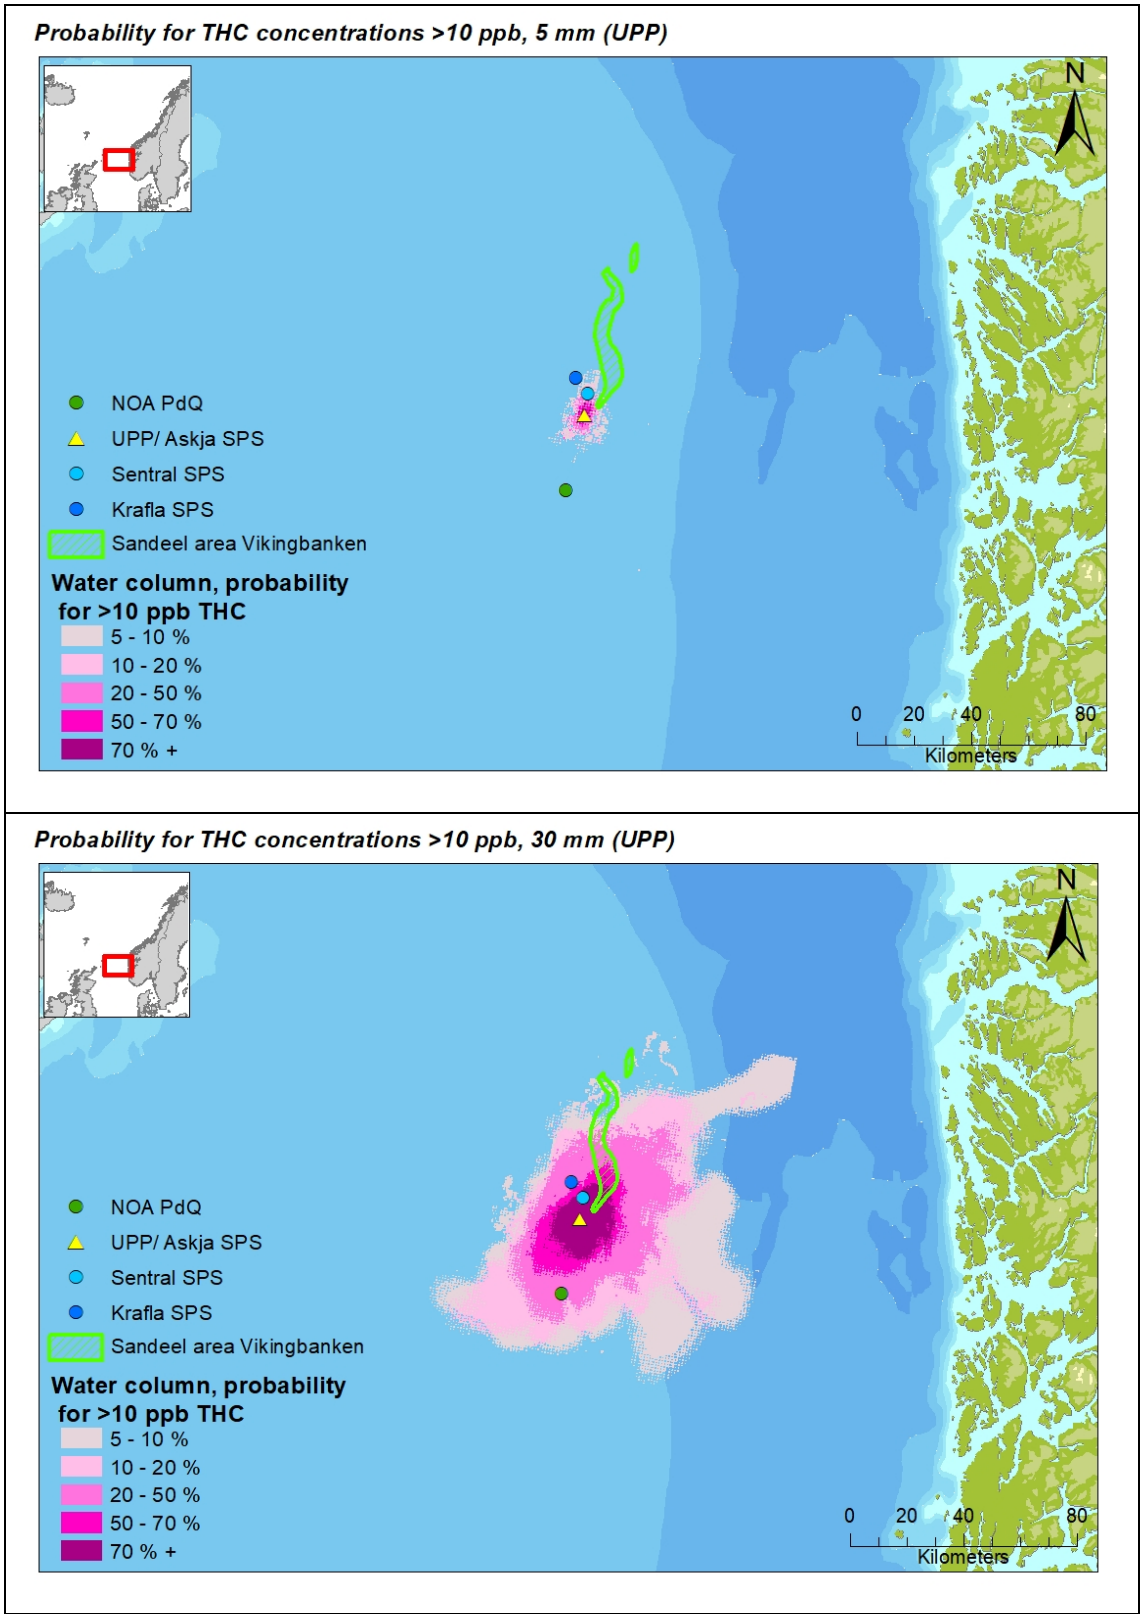 Probability for THC concentrations >10 ppb, 5 mm (UPP)
N
NOA PdQ
UPP/ Askja SPS
Sentral SPS
Krafla SPS
Sandeel area Vikingbanken
Water column, probability
for >10 ppb THC
5 - 10 %
10 - 20 %
20 - 50 %
50 - 70 %
70 % +
0 20 40 80
Kilometers
Probability for THC concentrations >10 ppb, 30 mm (UPP)
N
NOA PdQ
UPP/ Askja SPS
Sentral SPS
Krafla SPS
Sandeel area Vikingbanken
Water column, probability
for >10 ppb THC
5 - 10 %
10 - 20 %
20 - 50 %
50 - 70 %
70 % +
0 20 40 80
Kilometers